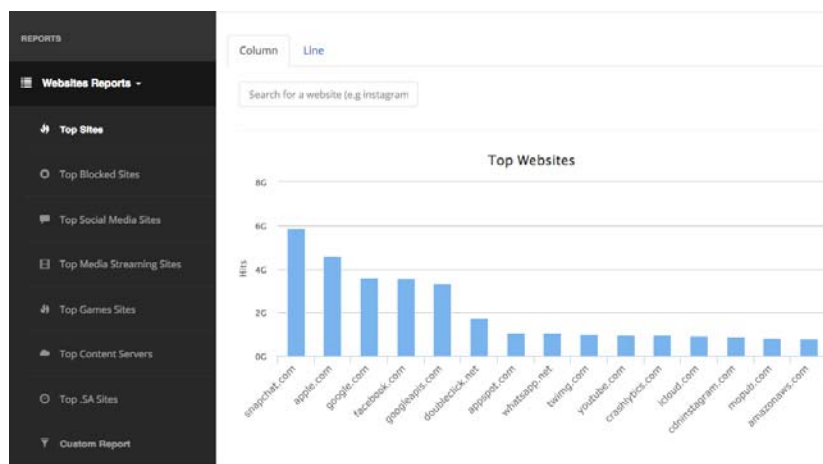 REPORTS
Websites Reports
Top Sites
Top Blocked Sites
Top Social Media Sites
Top Media Streaming Sites
Top Games Sites
Top Content Servers
Top .SA Sites
Custom Report
Column
Line
Search for a website (e.g instagram
Top Websites
8G
6G
4G
2G
0G
Hits
snapchat.com
apple.com
google.com
facebook.com
googleapis.com
doubleclick.net
appspot.com
whatsapp.net
twimg.com
youtube.com
crashlytics.com
icloud.com
cdninstagram.com
mopub.com
amazonaws.com